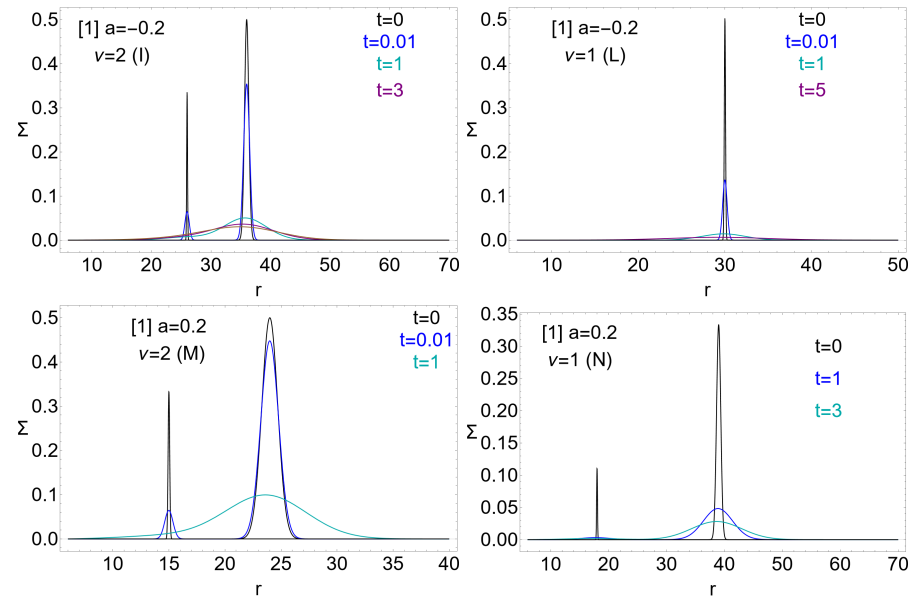 [1] a=−0.2
ν=2 (I)
t=0
t=0.01
t=1
t=3
0.5
0.4
0.3
0.2
0.1
0.0
Σ
10 20 30 40 50 60 70
r
[1] a=−0.2
ν=1 (L)
t=0
t=0.01
t=1
t=5
0.5
0.4
0.3
0.2
0.1
0.0
Σ
10 20 30 40 50
r
[1] a=0.2
ν=2 (M)
t=0
t=0.01
t=1
0.5
0.4
0.3
0.2
0.1
0.0
Σ
10 15 20 25 30 35 40
r
[1] a=0.2
ν=1 (N)
t=0
t=1
t=3
0.35
0.30
0.25
0.20
0.15
0.10
0.05
0.00
Σ
10 20 30 40 50 60 70
r